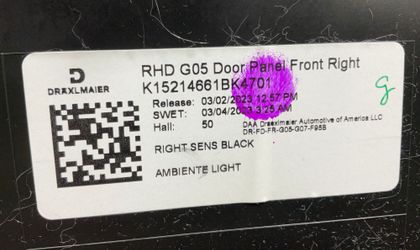 DRÄXLMAIER
RHD G05 Door Panel Front Right
K15214661BK4701
Release: 03/02/2023 12:57 PM
SWET: 03/04/2023 3:25 AM
Hall: 50
DAA Draexlmaier Automotive of America LLC
DR-FD-FR-G05-G07-F95B
RIGHT SENS BLACK
AMBIENTE LIGHT
g